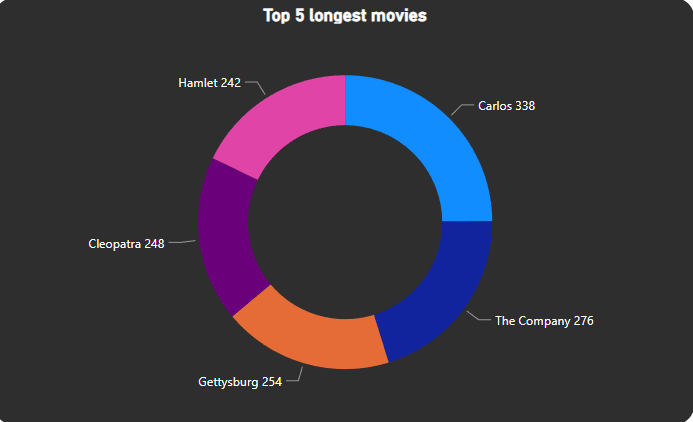 Top 5 longest movies
Hamlet 242
Carlos 338
Cleopatra 248
The Company 276
Gettysburg 254